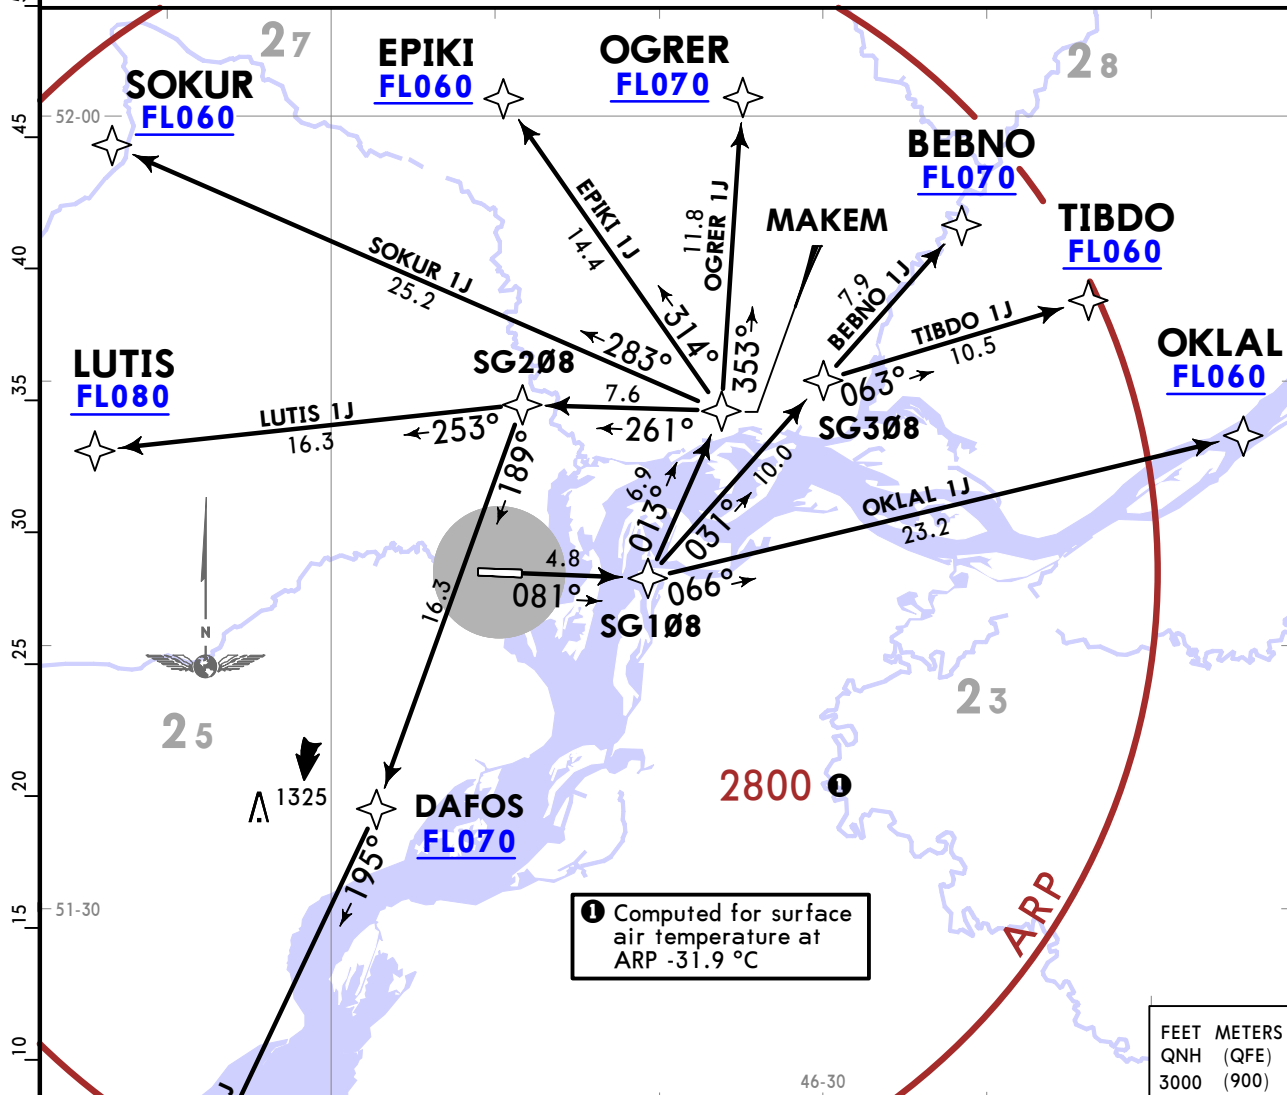 27
28
EPIKI
FL060
OGRER
FL070
SOKUR
FL060
45
52-00
BEBNO
FL070
TIBDO
FL060
MAKEM
EPIKI 1J
14.4
11.8
OGRER 1J
SOKUR 1J
25.2
40
7.9
BEBNO 1J
TIBDO 1J
10.5
OKLAL
FL060
314°
353°
283°
SG2Ø8
7.6
063°
LUTIS
FL080
35
LUTIS 1J
16.3
253°
261°
SG3Ø8
189°
6.9
013°
10.0
031°
OKLAL 1J
23.2
30
4.8
081°
066°
16.3
SG1Ø8
N
25
25
23
1325
2800 ❶
20
DAFOS
FL070
195°
51-30
15
❶ Computed for surface
air temperature at
ARP -31.9 °C
ARP
10
46-30
J
FEET METERS
QNH (QFE)
3000 (900)